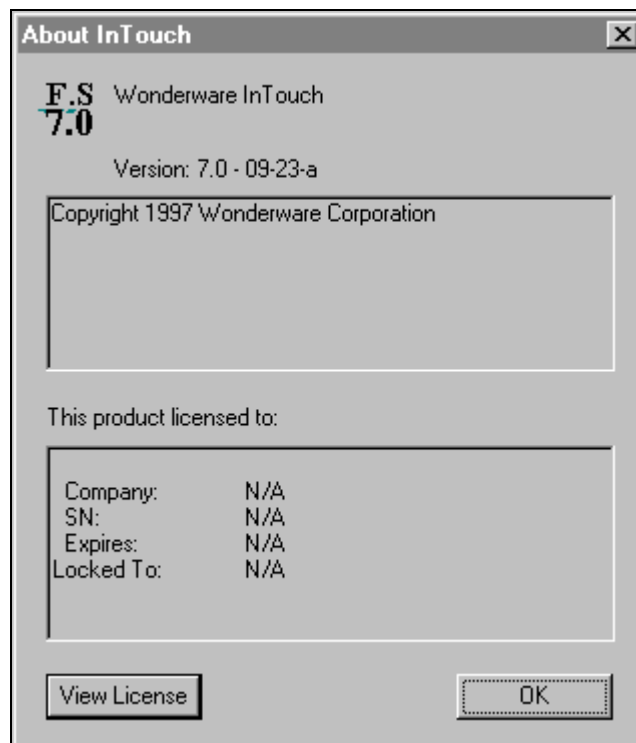 About InTouch
F.S
7.0
Wonderware InTouch
Version: 7.0 - 09-23-a
Copyright 1997 Wonderware Corporation
This product licensed to:
Company: N/A
SN: N/A
Expires: N/A
Locked To: N/A
View License
OK